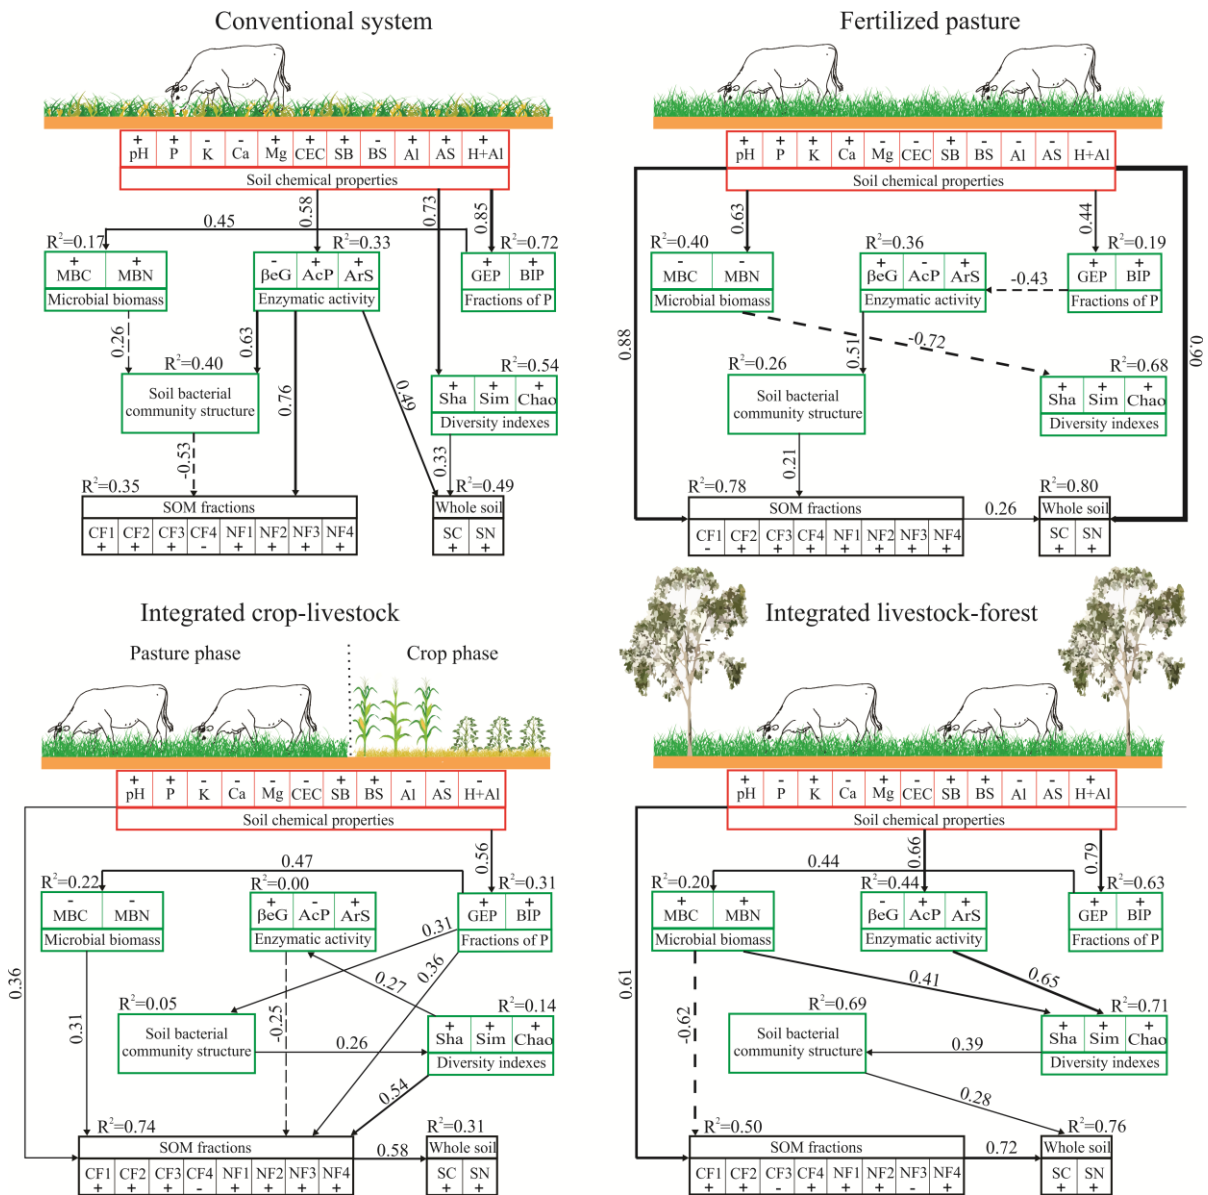 Conventional system
+ + - - + + + - + + +
pH P K Ca Mg CEC SB BS Al AS H+Al
Soil chemical properties
0.58
0.73
0.85
0.45
R²=0.17
R²=0.33
R²=0.72
+ +
MBC MBN
Microbial biomass
- + +
βeG AcP ArS
Enzymatic activity
+ +
GEP BIP
Fractions of P
0.26
0.63
0.76
0.49
R²=0.40
Soil bacterial
community structure
R²=0.54
+ + +
Sha Sim Chao
Diversity indexes
-0.53
0.33
R²=0.35
SOM fractions
CF1 CF2 CF3 CF4 NF1 NF2 NF3 NF4
+ + + - + + + +
R²=0.49
Whole soil
SC SN
+ +
Fertilized pasture
+ + + + - - + - - - -
pH P K Ca Mg CEC SB BS Al AS H+Al
Soil chemical properties
0.63
0.44
R²=0.40
R²=0.36
R²=0.19
- -
MBC MBN
Microbial biomass
+ - +
βeG AcP ArS
Enzymatic activity
-0.43
+ +
GEP BIP
Fractions of P
0.88
-0.72
0.51
0.90
R²=0.26
Soil bacterial
community structure
R²=0.68
+ + +
Sha Sim Chao
Diversity indexes
0.21
R²=0.78
SOM fractions
CF1 CF2 CF3 CF4 NF1 NF2 NF3 NF4
- + + + + + + +
0.26
R²=0.80
Whole soil
SC SN
+ +
Integrated crop-livestock
Pasture phase
Crop phase
+ + - - - - + + - - +
pH P K Ca Mg CEC SB BS Al AS H+Al
Soil chemical properties
0.56
0.47
R²=0.22
R²=0.00
R²=0.31
- -
MBC MBN
Microbial biomass
+ - +
βeG AcP ArS
Enzymatic activity
+ +
GEP BIP
Fractions of P
0.36
0.31
-0.25
0.31
0.36
0.27
R²=0.05
Soil bacterial
community structure
0.26
R²=0.14
+ + +
Sha Sim Chao
Diversity indexes
0.54
R²=0.74
SOM fractions
CF1 CF2 CF3 CF4 NF1 NF2 NF3 NF4
+ + + - + + - +
0.58
R²=0.31
Whole soil
SC SN
+ +
Integrated livestock-forest
+ - + - + - + + - - +
pH P K Ca Mg CEC SB BS Al AS H+Al
Soil chemical properties
0.66
0.79
0.44
R²=0.20
R²=0.44
R²=0.63
+ +
MBC MBN
Microbial biomass
- + +
βeG AcP ArS
Enzymatic activity
+ +
GEP BIP
Fractions of P
0.61
-0.62
0.41
0.65
R²=0.69
Soil bacterial
community structure
0.39
R²=0.71
+ + +
Sha Sim Chao
Diversity indexes
0.28
R²=0.50
SOM fractions
CF1 CF2 CF3 CF4 NF1 NF2 NF3 NF4
+ + - + + + - +
0.72
R²=0.76
Whole soil
SC SN
+ +